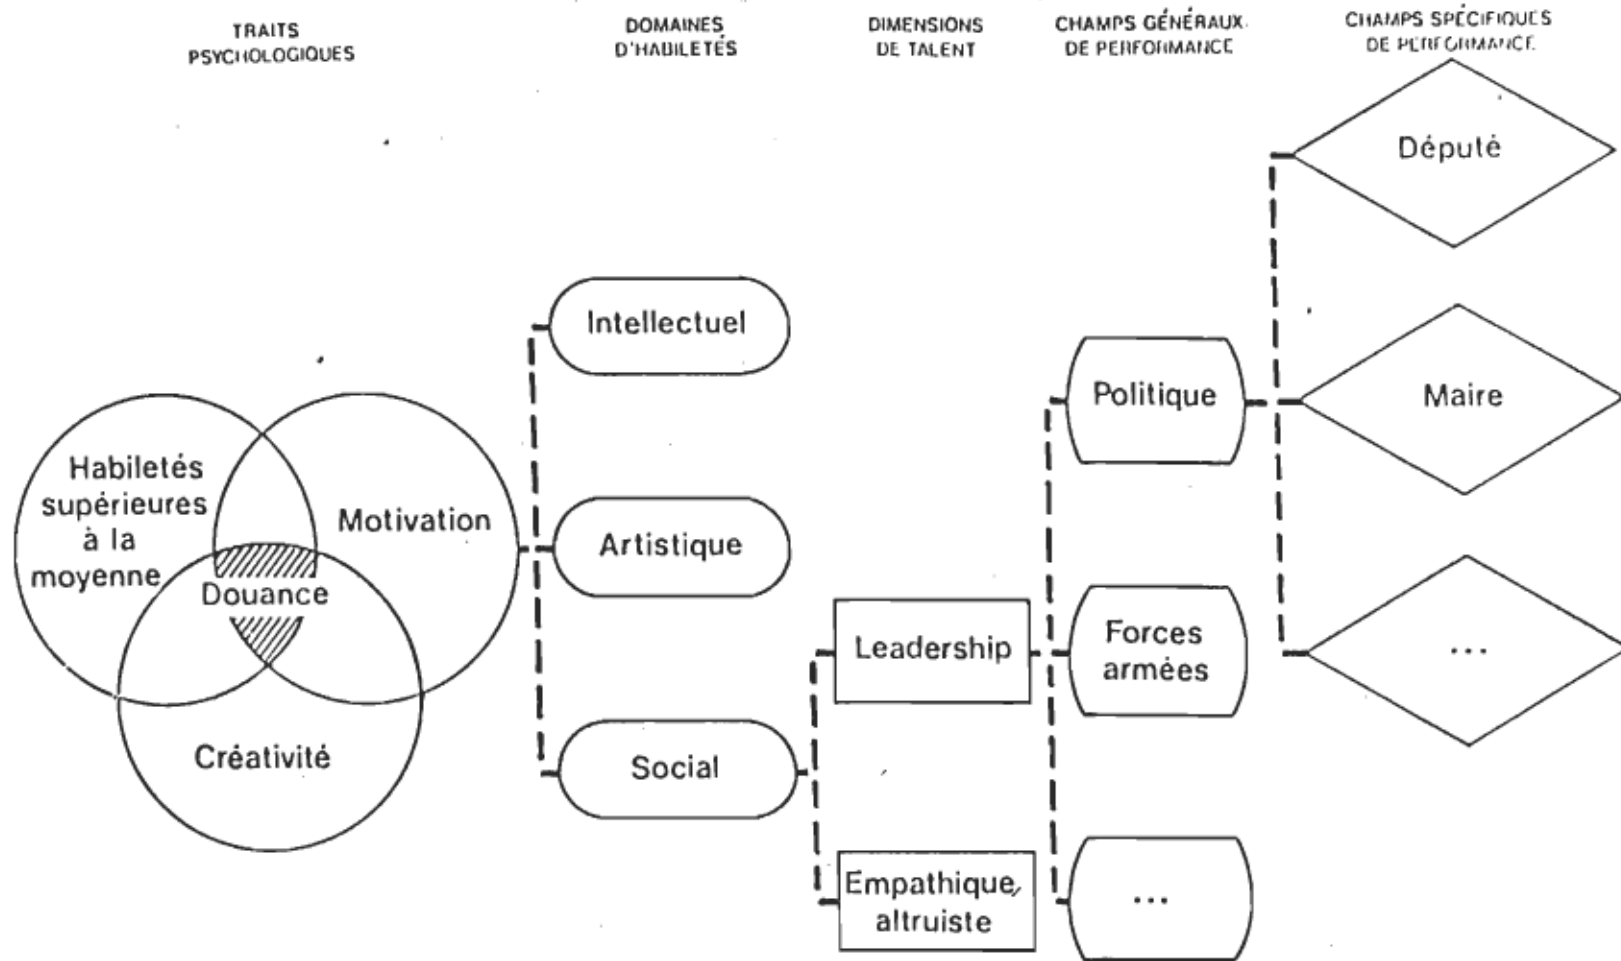 TRAITS
PSYCHOLOGIQUES
DOMAINES
D'HABILETÉS
DIMENSIONS
DE TALENT
CHAMPS GÉNÉRAUX
DE PERFORMANCE
CHAMPS SPÉCIFIQUES
DE PERFORMANCE
Député
Intellectuel
Politique
Maire
Habiletés
supérieures
à la
moyenne
Motivation
Artistique
Douance
Leadership
Forces
armées
...
Créativité
Social
Empathique,
altruiste
...